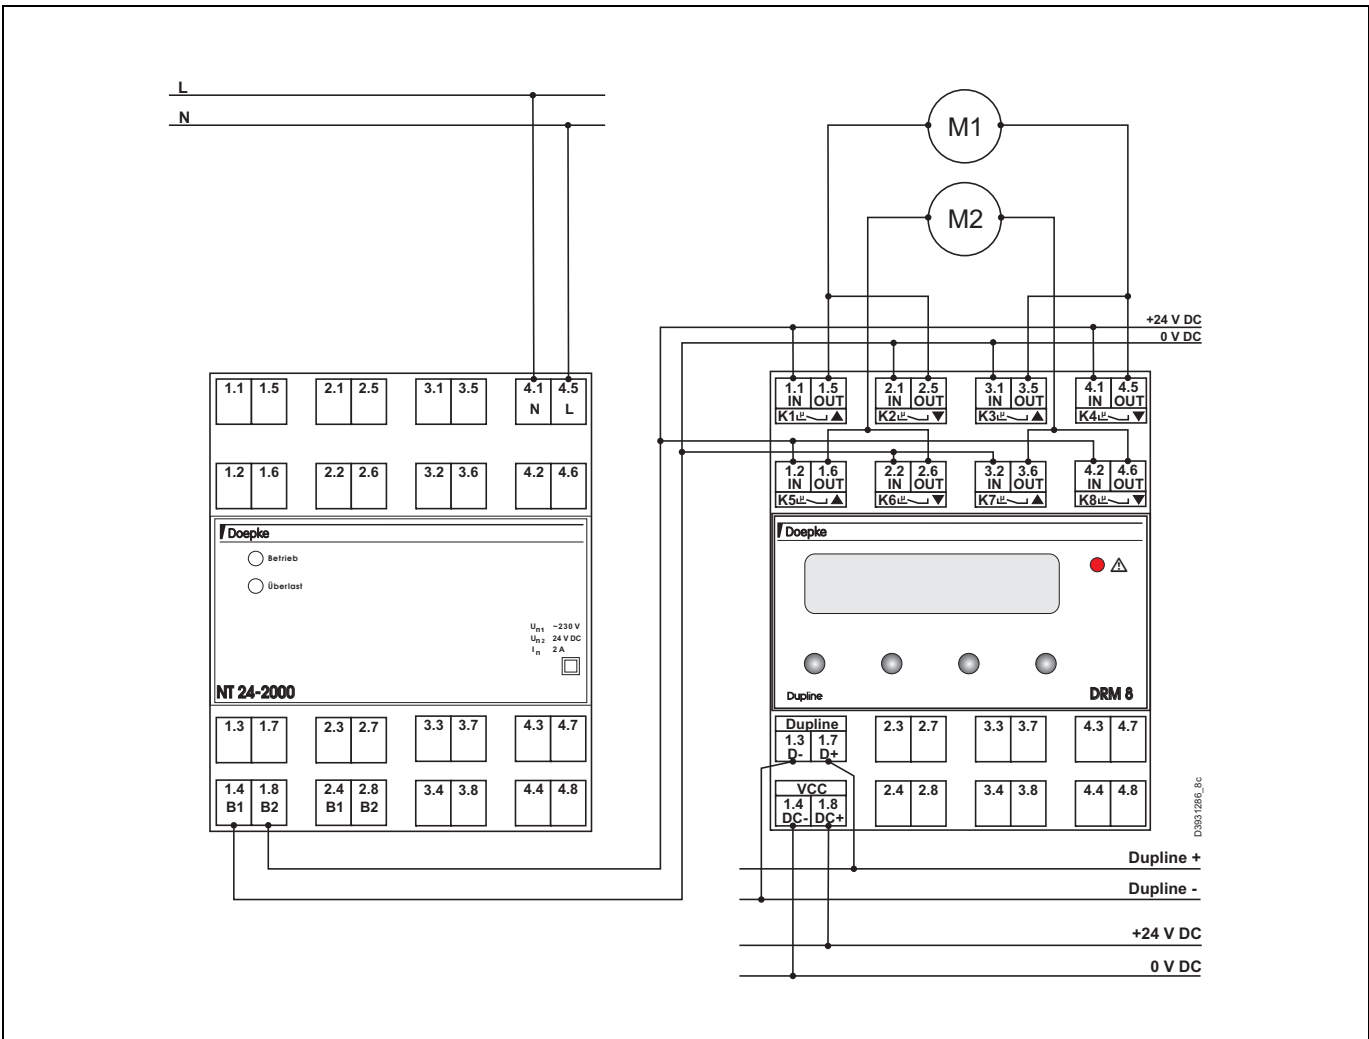 L
N
M1
M2
+24 V DC
0 V DC
1.1 1.5 2.1 2.5 3.1 3.5 4.1 4.5
N L
1.2 1.6 2.2 2.6 3.2 3.6 4.2 4.6
Doepke
Betrieb
Überlast
Un1 ~230 V
Un2 24 V DC
In 2 A
NT 24-2000
1.3 1.7 2.3 2.7 3.3 3.7 4.3 4.7
1.4 1.8 2.4 2.8 3.4 3.8 4.4 4.8
B1 B2 B1 B2
1.1 1.5 2.1 2.5 3.1 3.5 4.1 4.5
IN OUT IN OUT IN OUT IN OUT
K1 K2 K3 K4
1.2 1.6 2.2 2.6 3.2 3.6 4.2 4.6
IN OUT IN OUT IN OUT IN OUT
K5 K6 K7 K8
Doepke
Dupline DRM 8
Dupline
1.3 1.7 2.3 2.7 3.3 3.7 4.3 4.7
D- D+
VCC
1.4 1.8 2.4 2.8 3.4 3.8 4.4 4.8
DC- DC+
D3931286_8c
Dupline +
Dupline -
+24 V DC
0 V DC